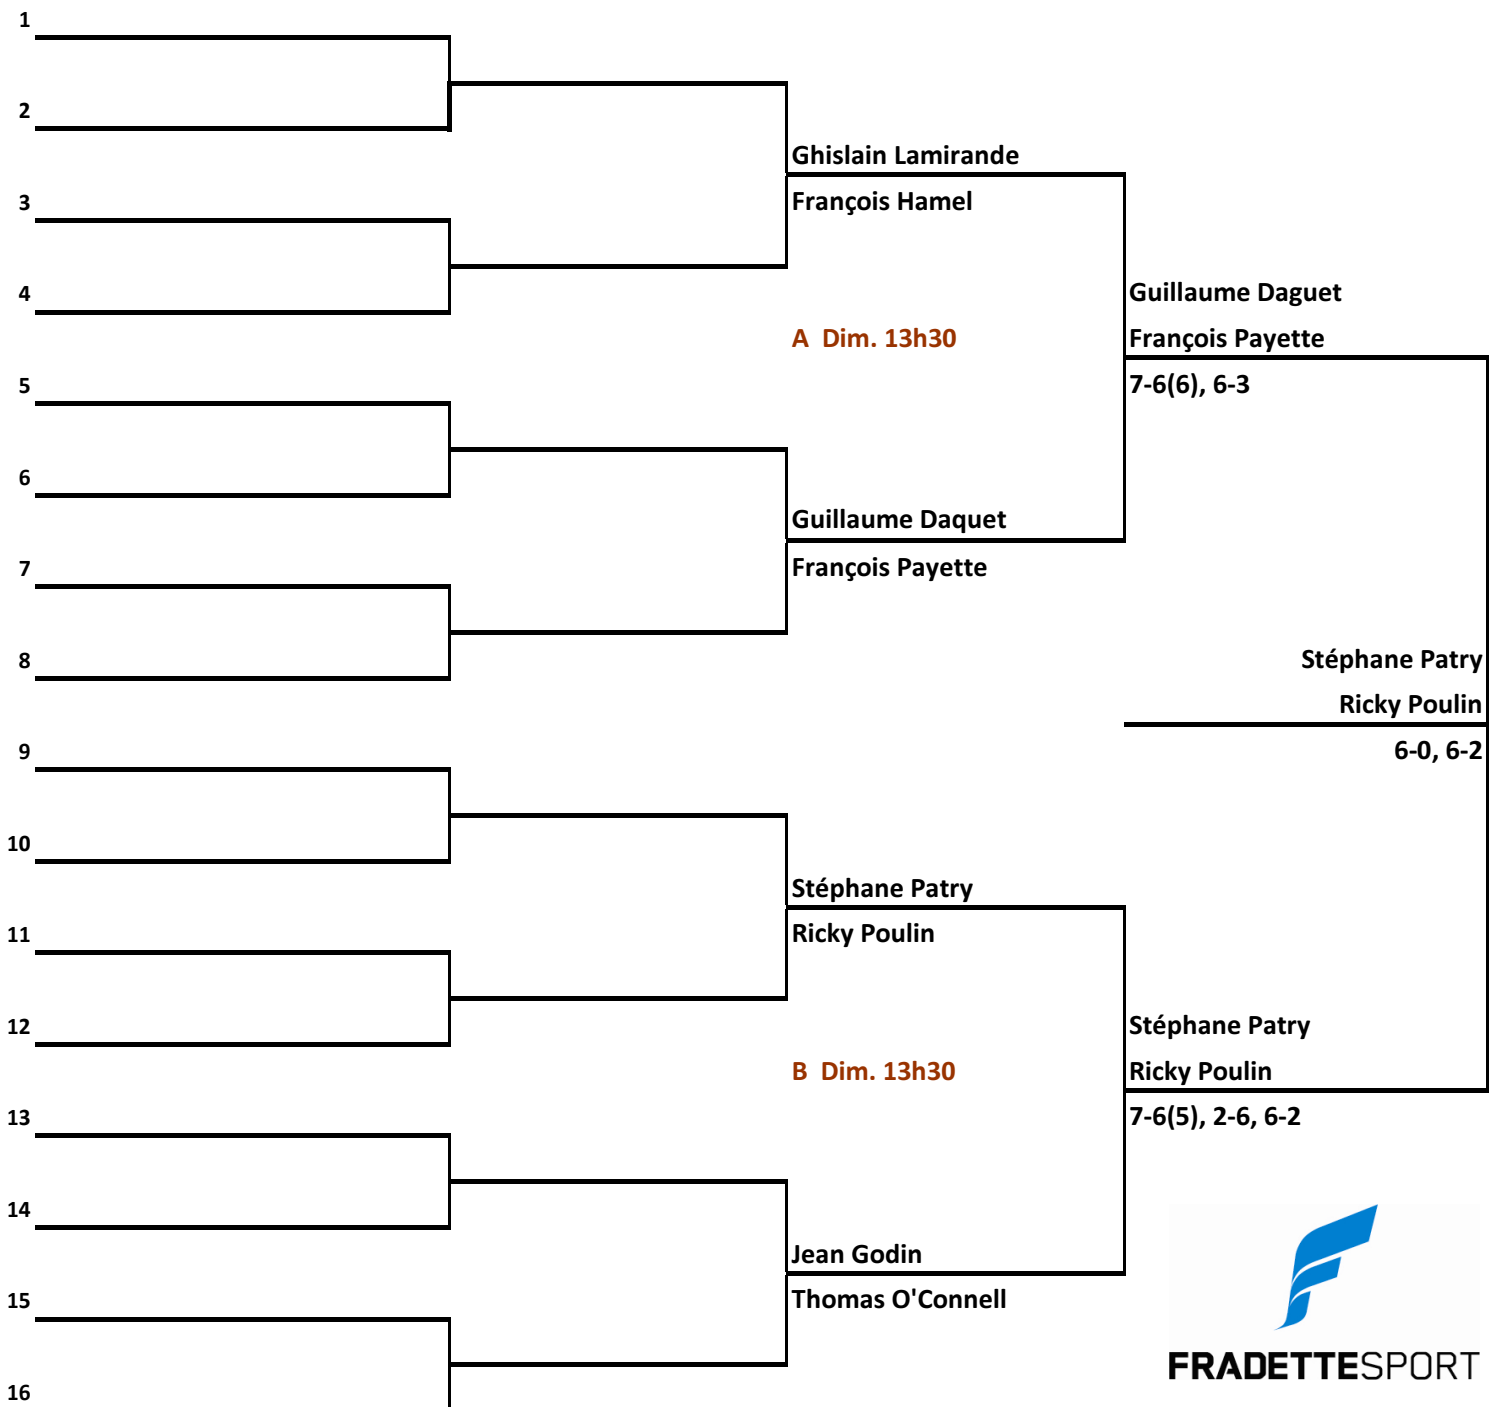 1
2
Ghislain Lamirande
3
François Hamel
4
Guillaume Daguet
A Dim. 13h30
François Payette
5
7-6(6), 6-3
6
Guillaume Daquet
7
François Payette
8
Stéphane Patry
Ricky Poulin
9
6-0, 6-2
10
Stéphane Patry
11
Ricky Poulin
12
Stéphane Patry
B Dim. 13h30
Ricky Poulin
13
7-6(5), 2-6, 6-2
14
Jean Godin
15
Thomas O'Connell
FRADETTESPORT
16